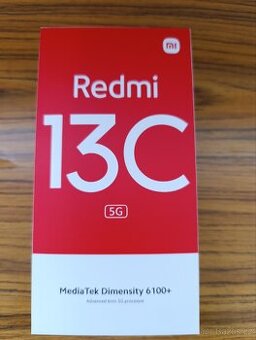 mi
Redmi
13C
5G
MediaTek Dimensity 6100+
Advanced 6nm 5G processor